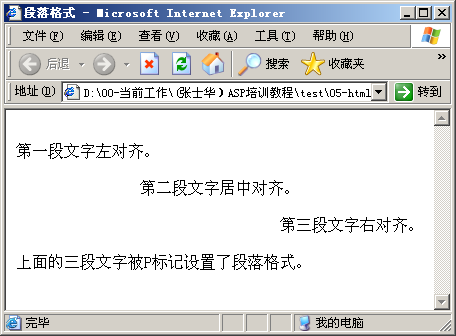 段落格式 - Microsoft Internet Explorer
文件(F) 编辑(E) 查看(V) 收藏(A) 工具(T) 帮助(H)
后退 搜索 收藏夹 »
地址(D) D:\00-当前工作\(张士华)ASP培训教程\test\05-html 转到
第一段文字左对齐。
第二段文字居中对齐。
第三段文字右对齐。
上面的三段文字被P标记设置了段落格式。
完毕 我的电脑